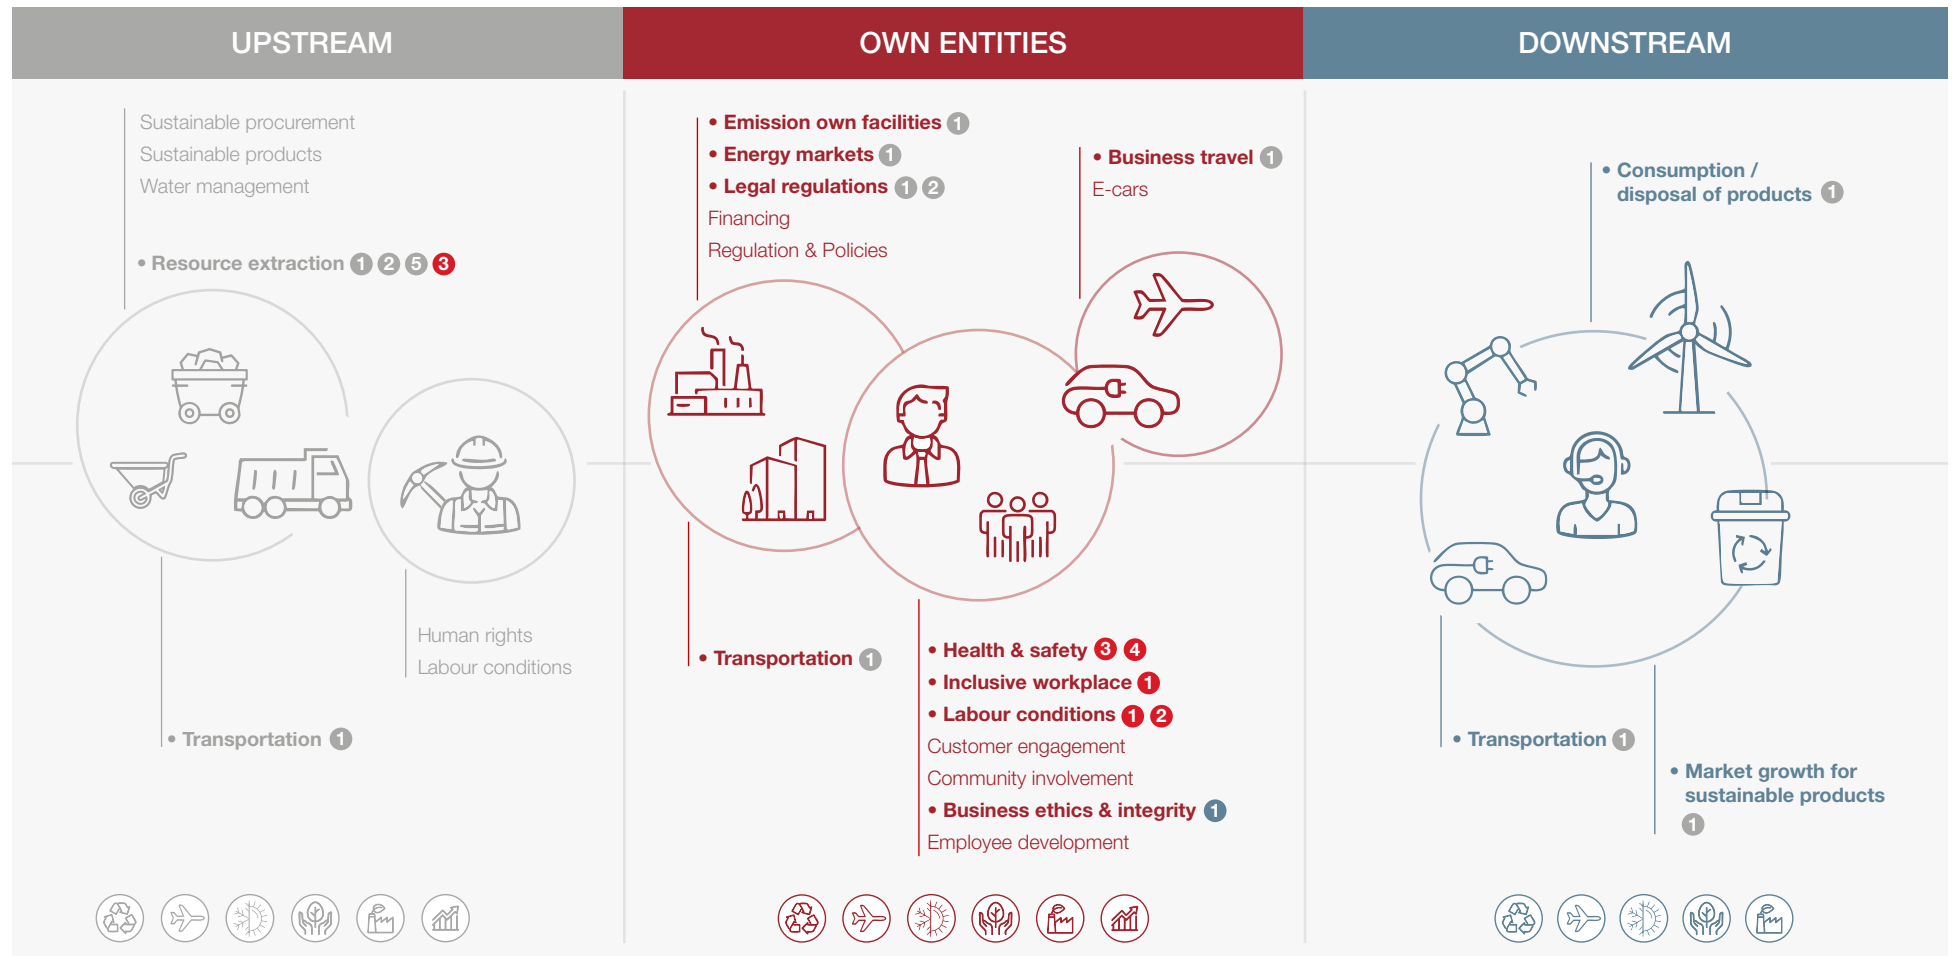 UPSTREAM
Sustainable procurement
Sustainable products
Water management
• Resource extraction 1 2 5 3
Human rights
Labour conditions
• Transportation 1
OWN ENTITIES
• Emission own facilities 1
• Energy markets 1
• Legal regulations 1 2
Financing
Regulation & Policies
• Business travel 1
E-cars
• Transportation 1
• Health & safety 3 4
• Inclusive workplace 1
• Labour conditions 1 2
Customer engagement
Community involvement
• Business ethics & integrity 1
Employee development
DOWNSTREAM
• Consumption /
disposal of products 1
• Transportation 1
• Market growth for
sustainable products
1